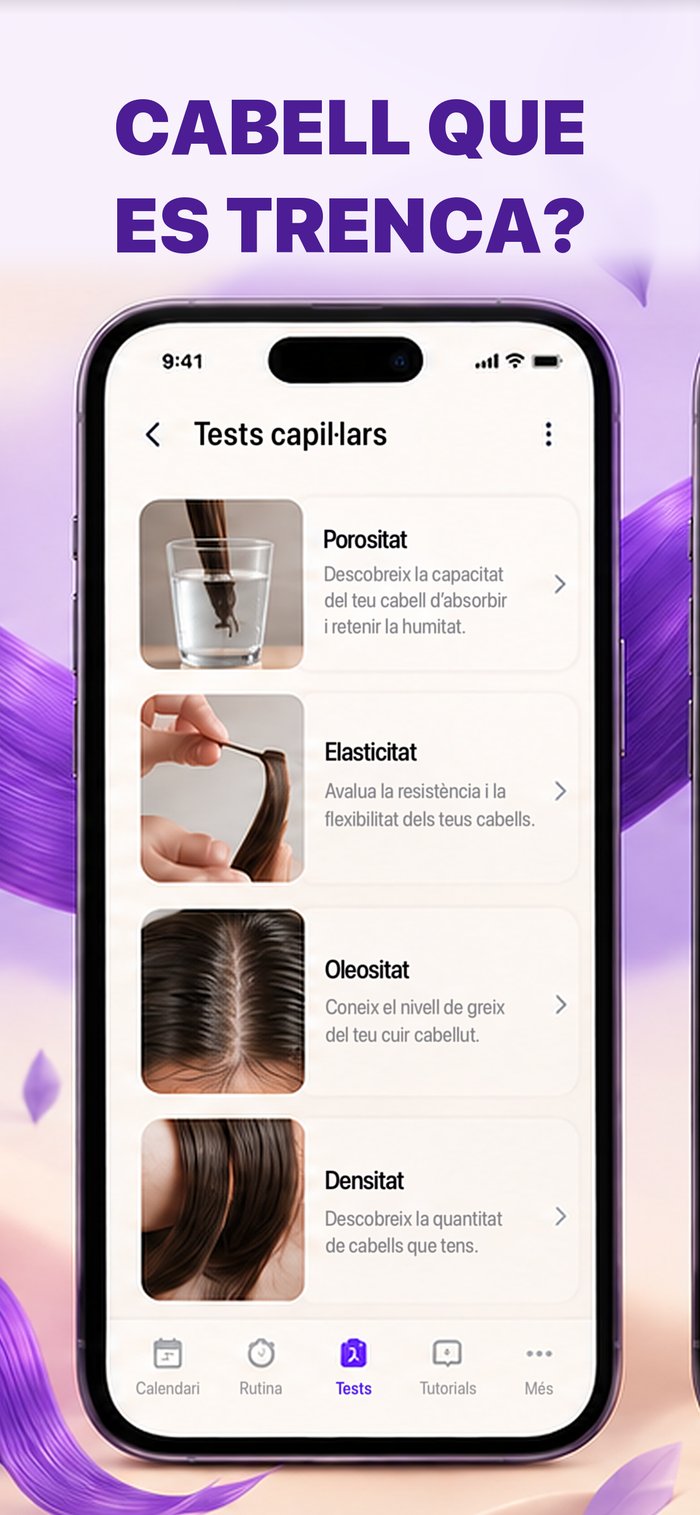 CABELL QUE
ES TRENCA?
9:41
Tests capil·lars
Porositat
Descobreix la capacitat
del teu cabell d’absorbir
i retenir la humitat.
Elasticitat
Avalua la resistència i la
flexibilitat dels teus cabells.
Oleositat
Coneix el nivell de greix
del teu cuir cabellut.
Densitat
Descobreix la quantitat
de cabells que tens.
Calendari Rutina Tests Tutorials Més